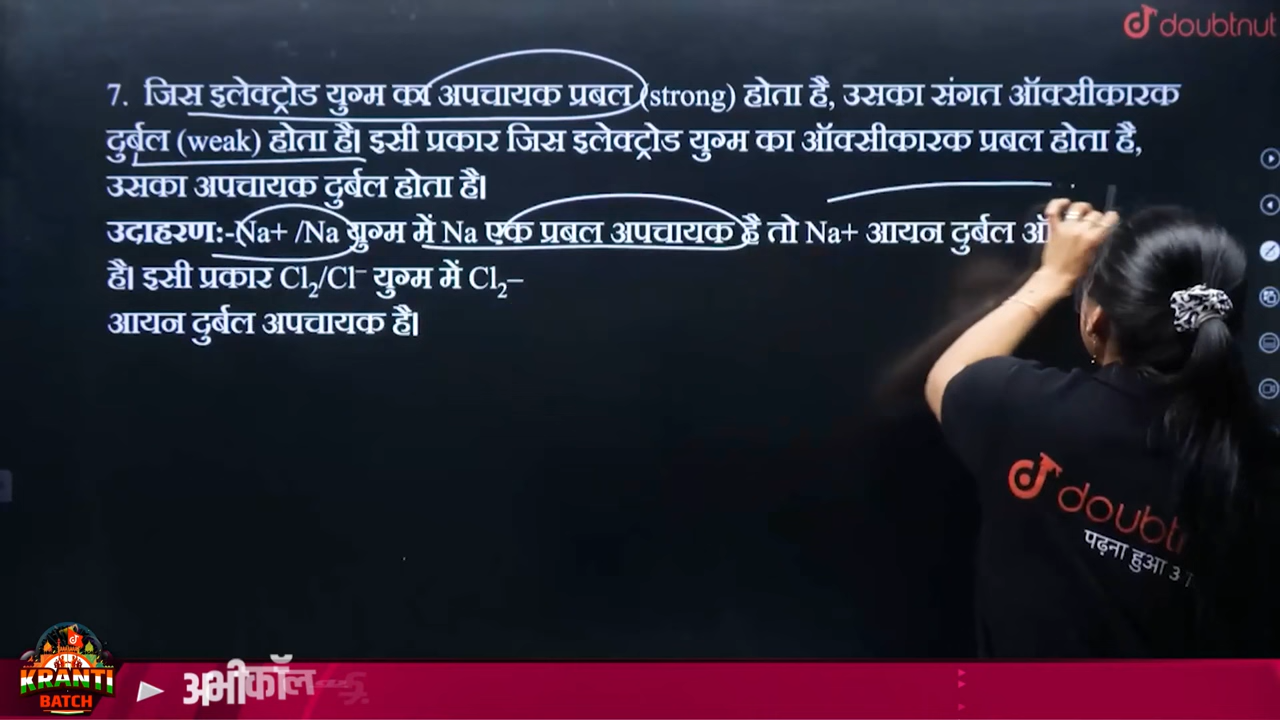 doubtnut
7. जिस इलेक्ट्रोड युग्म का अपचायक प्रबल (strong) होता है, उसका संगत ऑक्सीकारक
दुर्बल (weak) होता है। इसी प्रकार जिस इलेक्ट्रोड युग्म का ऑक्सीकारक प्रबल होता है,
उसका अपचायक दुर्बल होता है।
उदाहरण:-Na+ /Na युग्म में Na एक प्रबल अपचायक है तो Na+ आयन दुर्बल
है। इसी प्रकार Cl₂/Cl⁻ युग्म में Cl₂–
आयन दुर्बल अपचायक है।
पढ़ना हुआ
KRANTI
BATCH
अभी कॉल